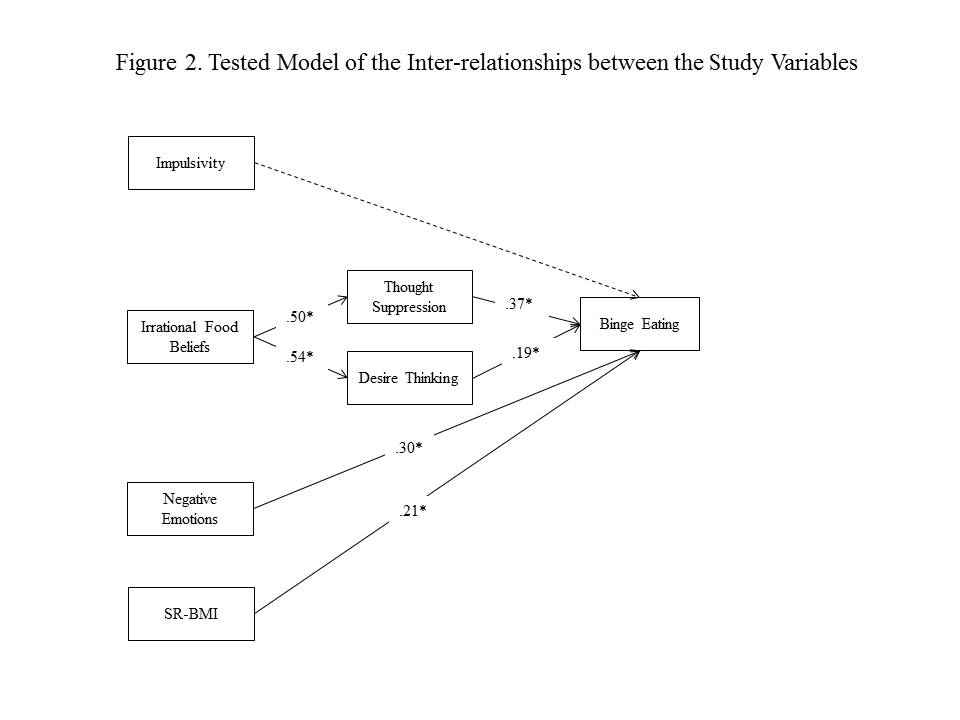 Figure 2. Tested Model of the Inter-relationships between the Study Variables
Impulsivity
Thought
Suppression
.50*
.37*
Irrational Food
Beliefs
Binge Eating
.54*
.19*
Desire Thinking
.30*
Negative
Emotions
.21*
SR-BMI